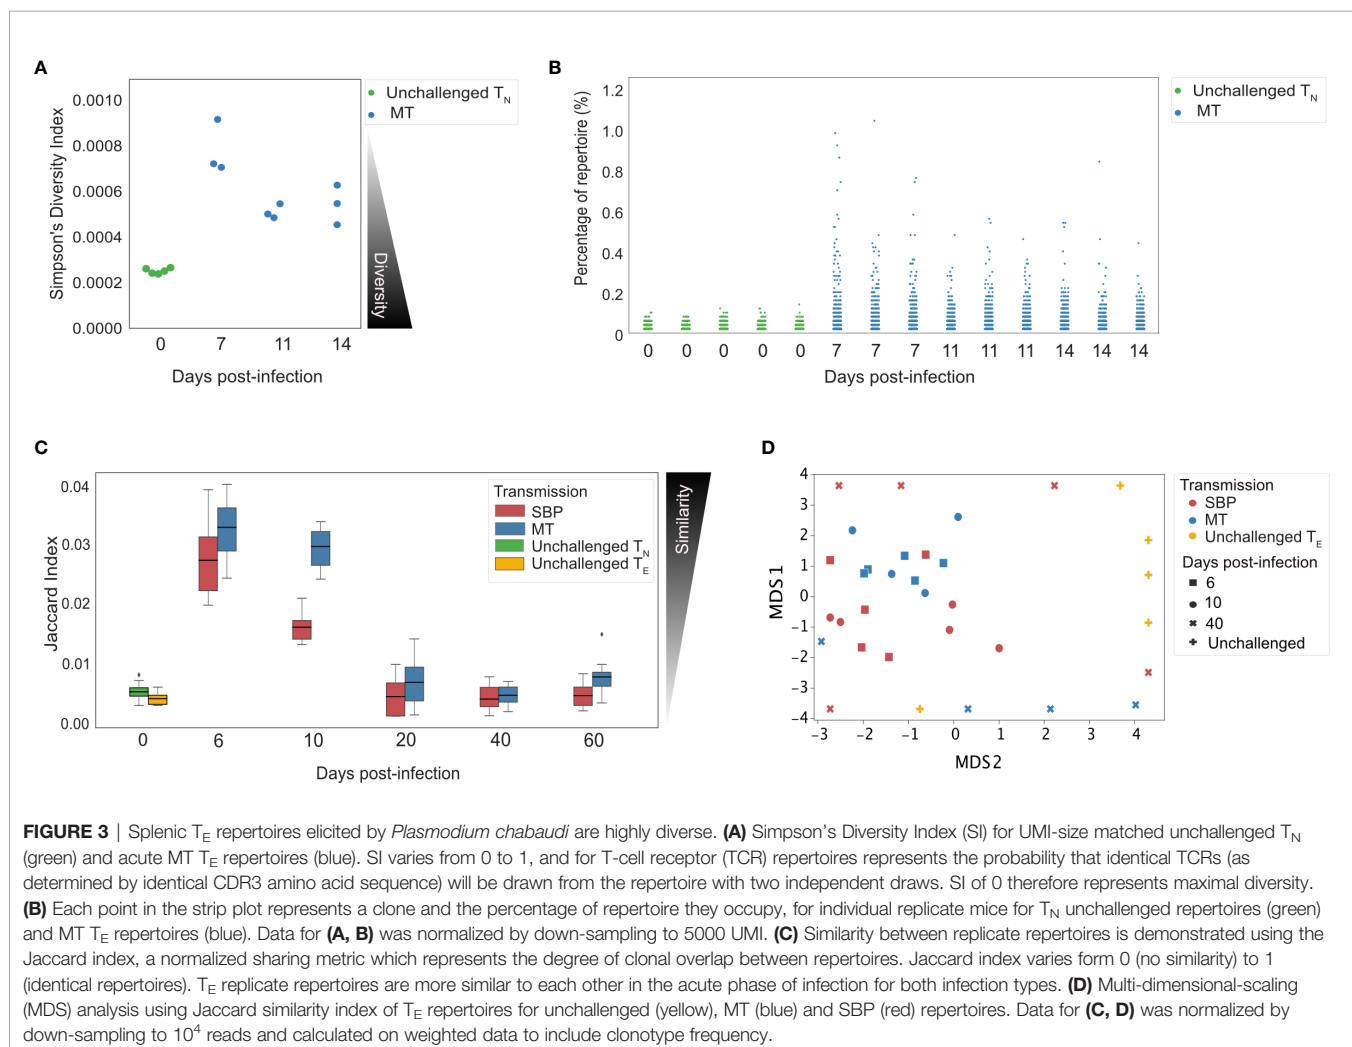 A
Simpson's Diversity Index
0.0010
0.0008
0.0006
0.0004
0.0002
0.0000
0 7 11 14
Days post-infection
Unchallenged TN
MT
Diversity
B
Percentage of repertoire (%)
1.2
1.0
0.8
0.6
0.4
0.2
0
0 0 0 0 0 7 7 7 11 11 11 14 14 14
Days post-infection
Unchallenged TN
MT
C
Jaccard Index
0.04
0.03
0.02
0.01
0.00
0 6 10 20 40 60
Days post-infection
Transmission
SBP
MT
Unchallenged TN
Unchallenged TE
Similarity
D
MDS1
4
3
2
1
0
−1
−2
−3
−4
−3 −2 −1 0 1 2 3 4
MDS2
Transmission
SBP
MT
Unchallenged TE
Days post-infection
6
10
40
Unchallenged
FIGURE 3 | Splenic TE repertoires elicited by Plasmodium chabaudi are highly diverse. (A) Simpson's Diversity Index (SI) for UMI-size matched unchallenged TN
(green) and acute MT TE repertoires (blue). SI varies from 0 to 1, and for T-cell receptor (TCR) repertoires represents the probability that identical TCRs (as
determined by identical CDR3 amino acid sequence) will be drawn from the repertoire with two independent draws. SI of 0 therefore represents maximal diversity.
(B) Each point in the strip plot represents a clone and the percentage of repertoire they occupy, for individual replicate mice for TN unchallenged repertoires (green)
and MT TE repertoires (blue). Data for (A, B) was normalized by down-sampling to 5000 UMI. (C) Similarity between replicate repertoires is demonstrated using the
Jaccard index, a normalized sharing metric which represents the degree of clonal overlap between repertoires. Jaccard index varies form 0 (no similarity) to 1
(identical repertoires). TE replicate repertoires are more similar to each other in the acute phase of infection for both infection types. (D) Multi-dimensional-scaling
(MDS) analysis using Jaccard similarity index of TE repertoires for unchallenged (yellow), MT (blue) and SBP (red) repertoires. Data for (C, D) was normalized by
down-sampling to 10⁴ reads and calculated on weighted data to include clonotype frequency.